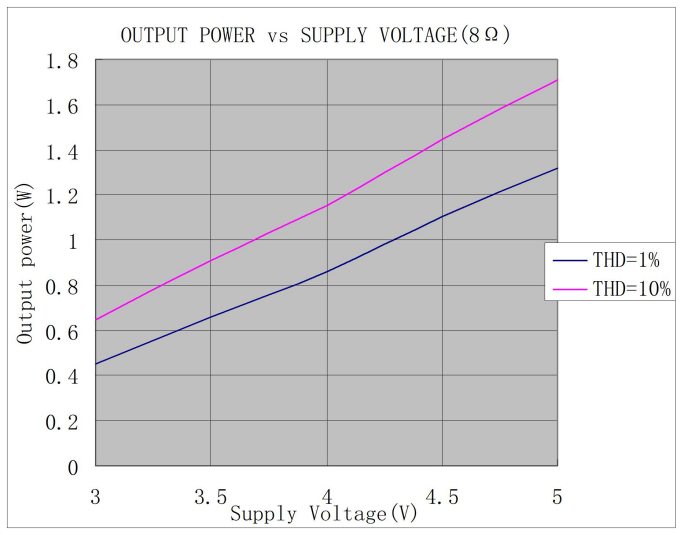 OUTPUT POWER vs SUPPLY VOLTAGE(8Ω)
1.8
1.6
1.4
1.2
1
0.8
0.6
0.4
0.2
0
Output power(W)
3 3.5 4 4.5 5
Supply Voltage(V)
THD=1%
THD=10%